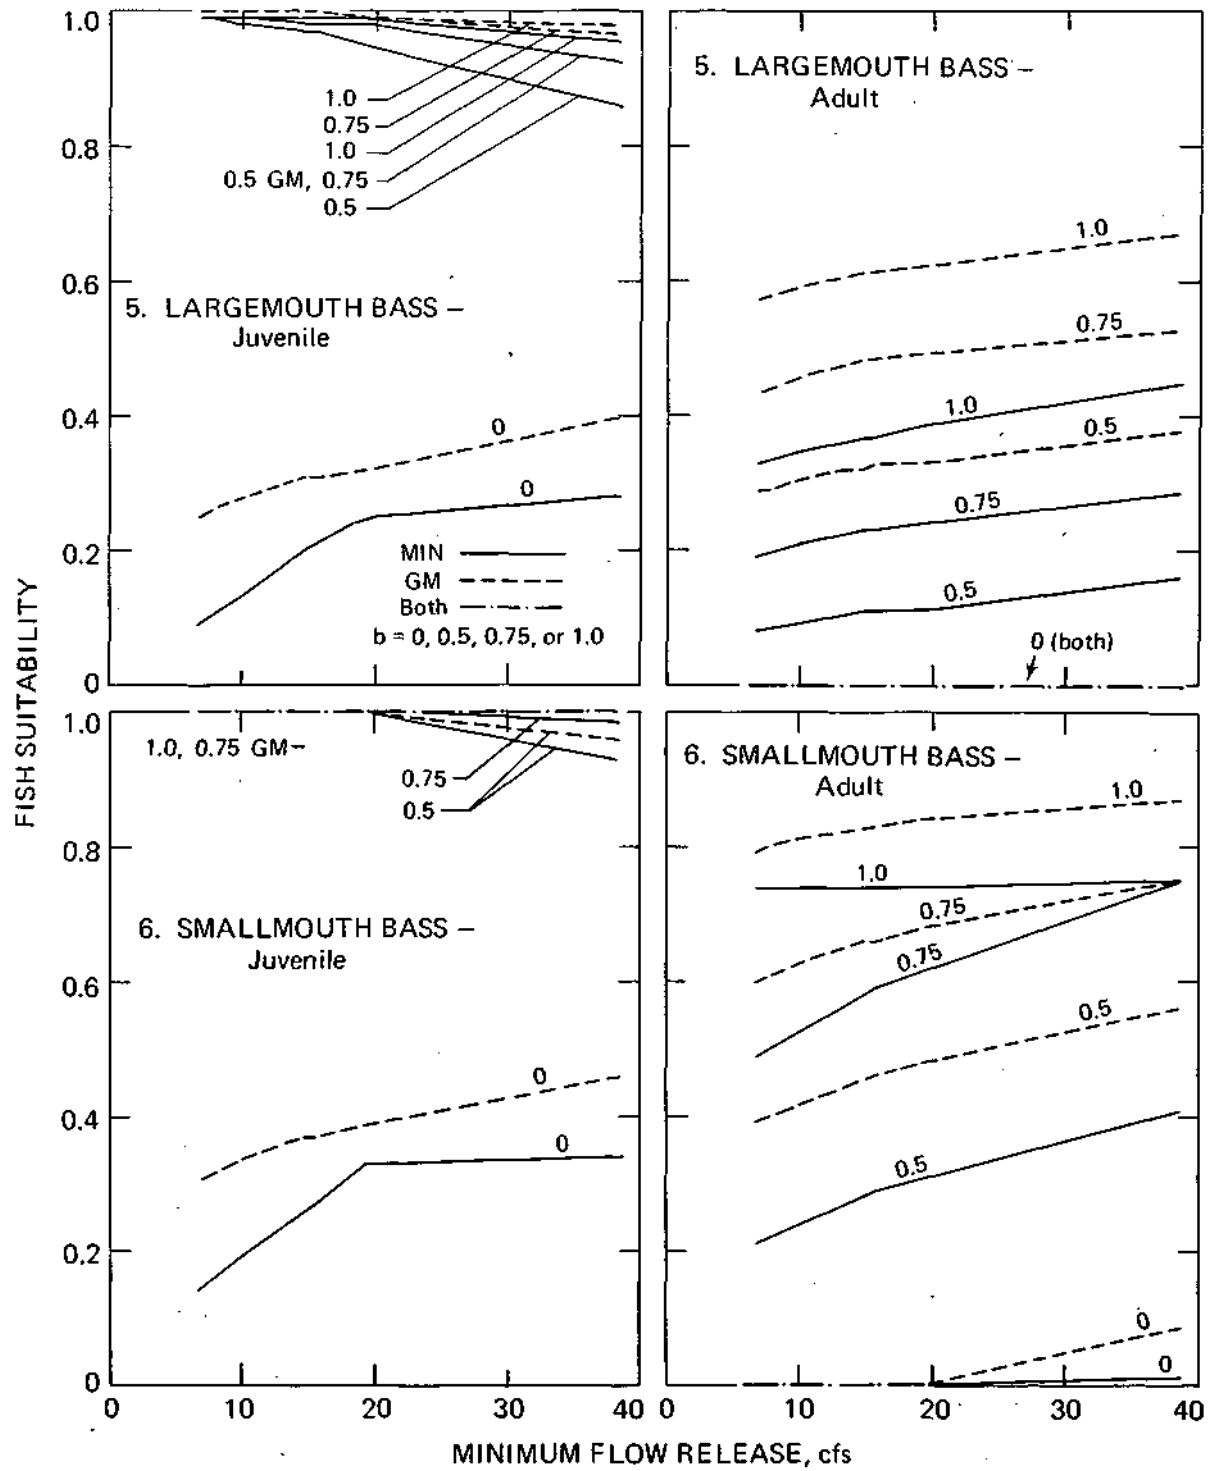 1.0
0.8
0.6
0.4
0.2
0
1.0
0.75
1.0
0.5 GM, 0.75
0.5
5. LARGEMOUTH BASS –
Juvenile
0
0
MIN
GM
Both
b = 0, 0.5, 0.75, or 1.0
5. LARGEMOUTH BASS –
Adult
1.0
0.75
1.0
0.5
0.75
0.5
0 (both)
FISH SUITABILITY
1.0
0.8
0.6
0.4
0.2
0
1.0, 0.75 GM–
0.75
0.5
6. SMALLMOUTH BASS –
Juvenile
0
0
0
10
20
30
40
6. SMALLMOUTH BASS –
Adult
1.0
1.0
0.75
0.75
0.5
0.5
0
0
0
10
20
30
40
MINIMUM FLOW RELEASE, cfs